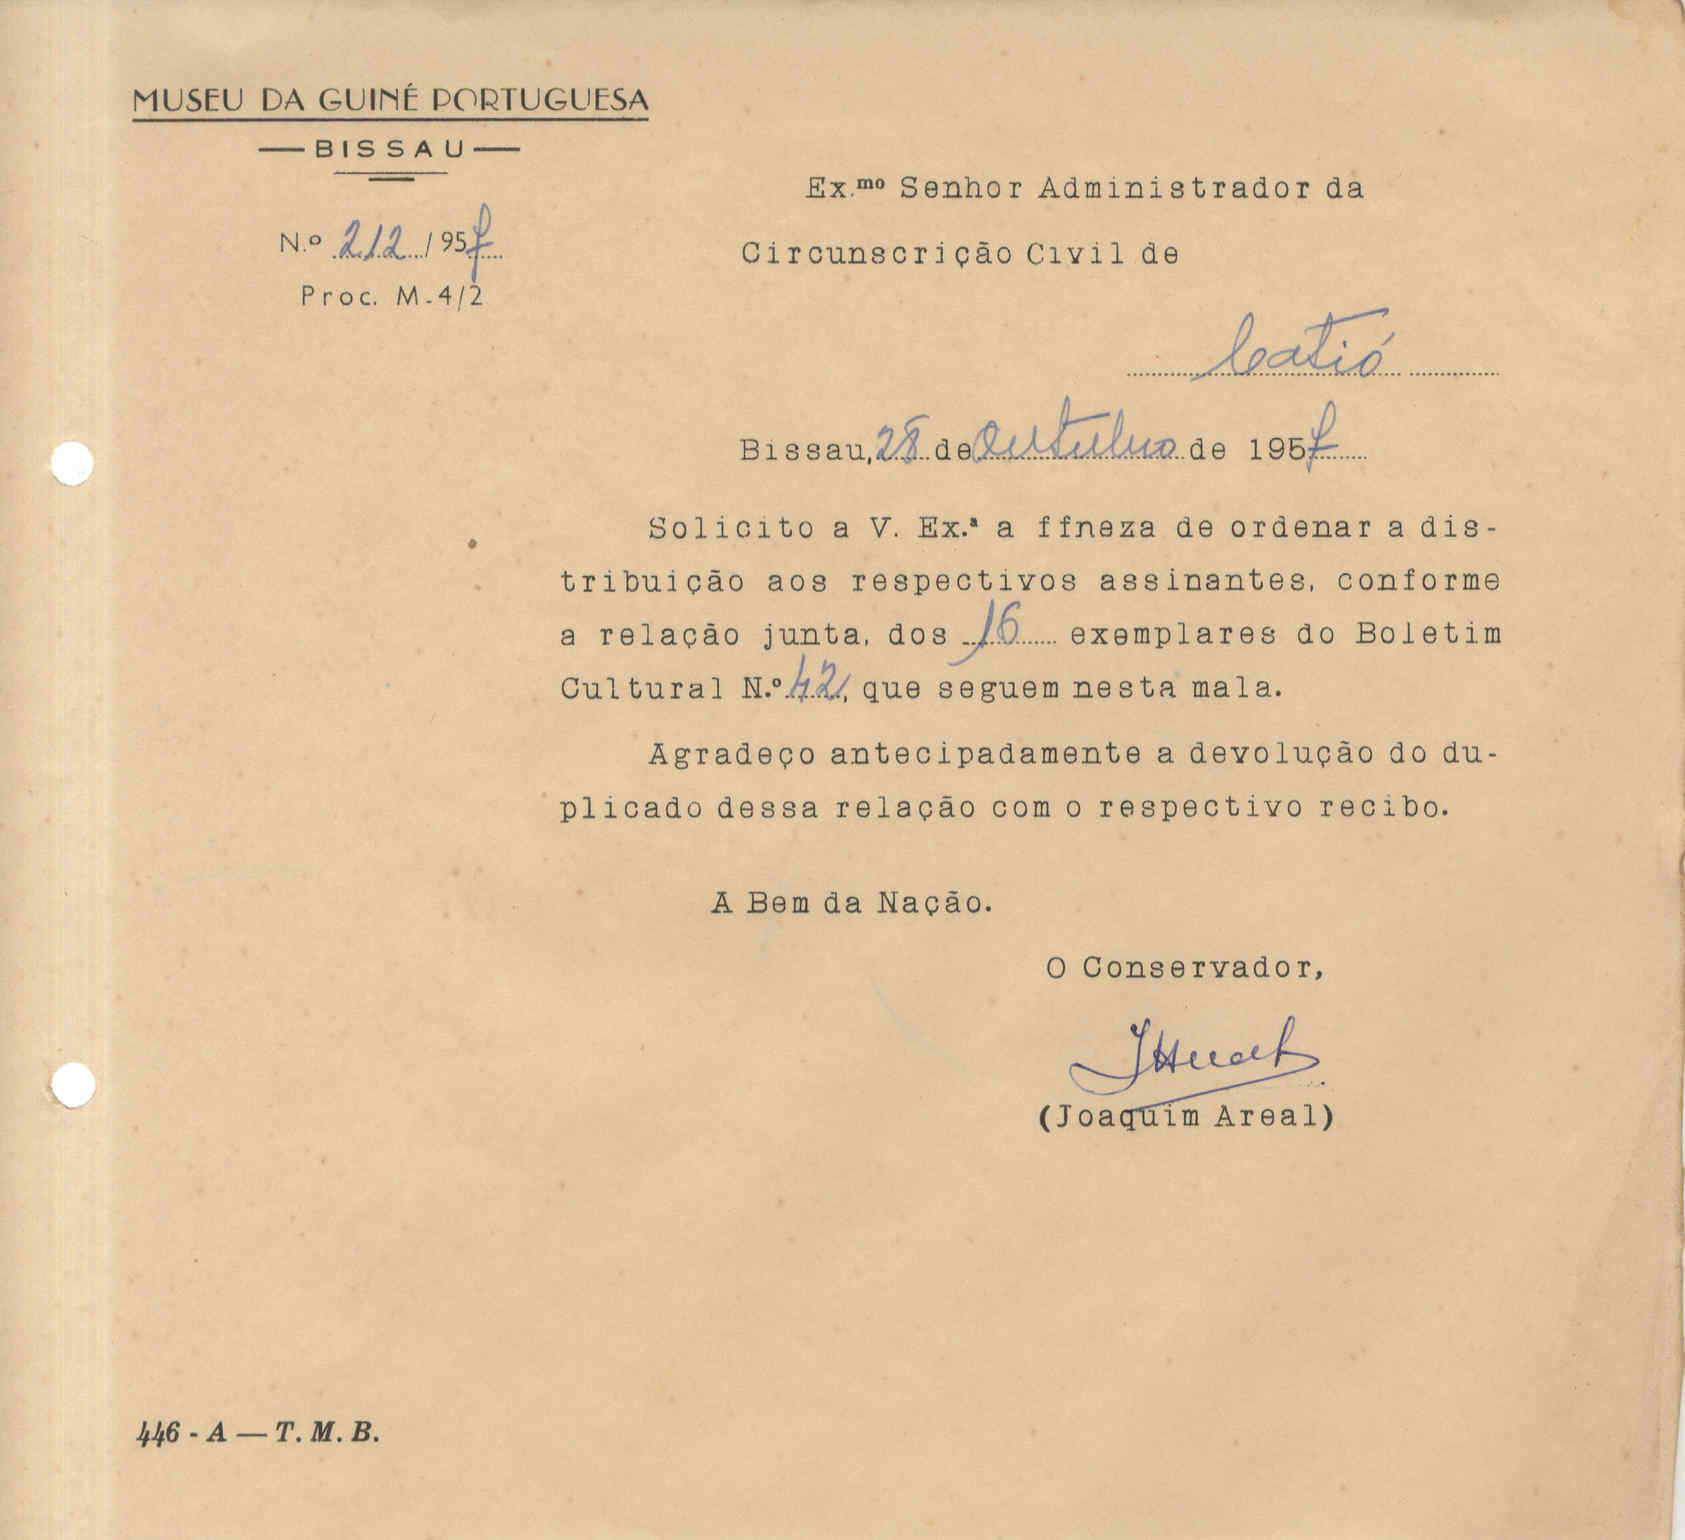 MUSEU DA GUINÉ PORTUGUESA
— BISSAU —
N.º 212 / 957
Proc. M-4/2
Ex.mo Senhor Administrador da
Circunscrição Civil de
Catió
Bissau, 28 de Outubro de 1957
Solicito a V. Ex.ª a ffneza de ordenar a dis-
tribuição aos respectivos assinantes, conforme
a relação junta, dos 16 exemplares do Boletim
Cultural N.º 42, que seguem nesta mala.
Agradeço antecipadamente a devolução do du-
plicado dessa relação com o respectivo recibo.
A Bem da Nação.
O Conservador,
(Joaquim Areal)
446 - A — T. M. B.